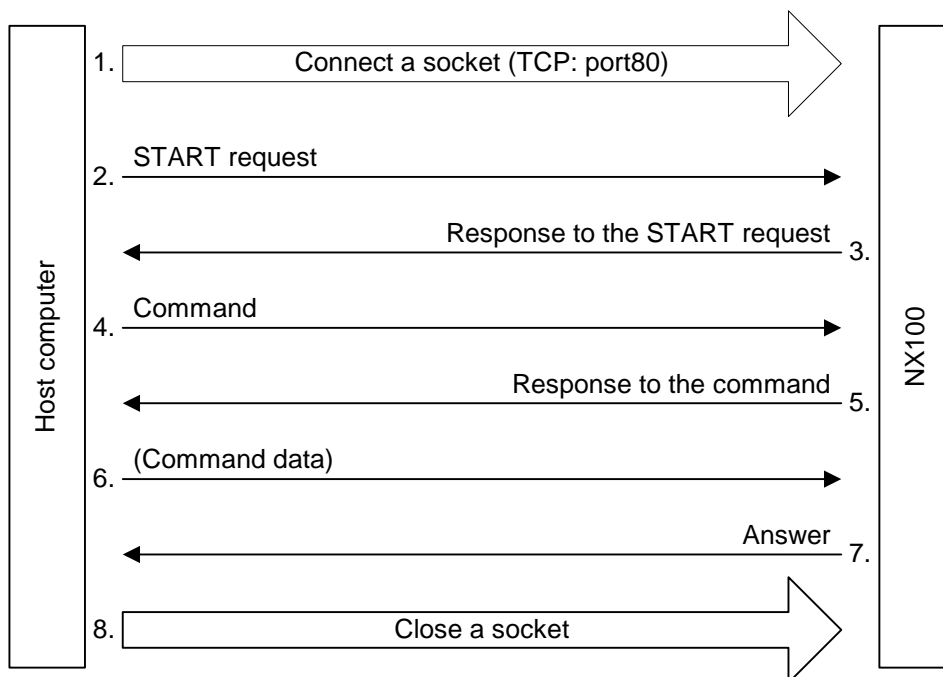 Host computer
NX100
1. Connect a socket (TCP: port80)
START request
2.
Response to the START request
3.
Command
4.
Response to the command
5.
(Command data)
6.
Answer
7.
8. Close a socket